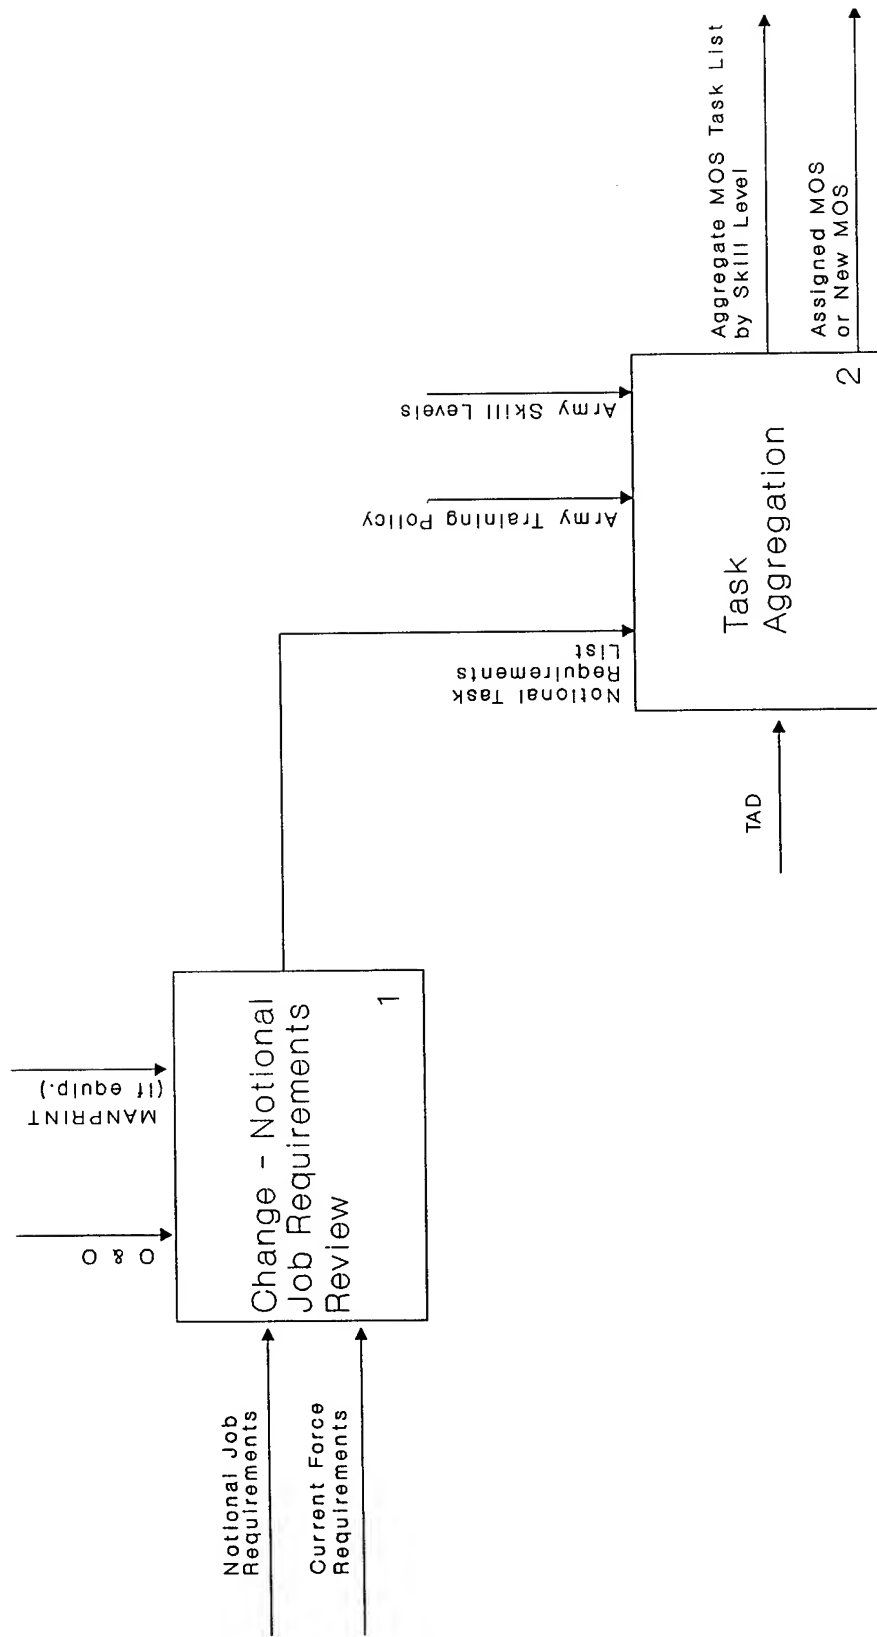 O & O
MANPRINT
(if equip.)
Notional Job
Requirements
Current Force
Requirements
Change - Notional
Job Requirements
Review
1
Notional Task
Requirements
List
Army Training Policy
Army Skill Levels
TAD
Task
Aggregation
2
Aggregate MOS Task List
by Skill Level
Assigned MOS
or New MOS